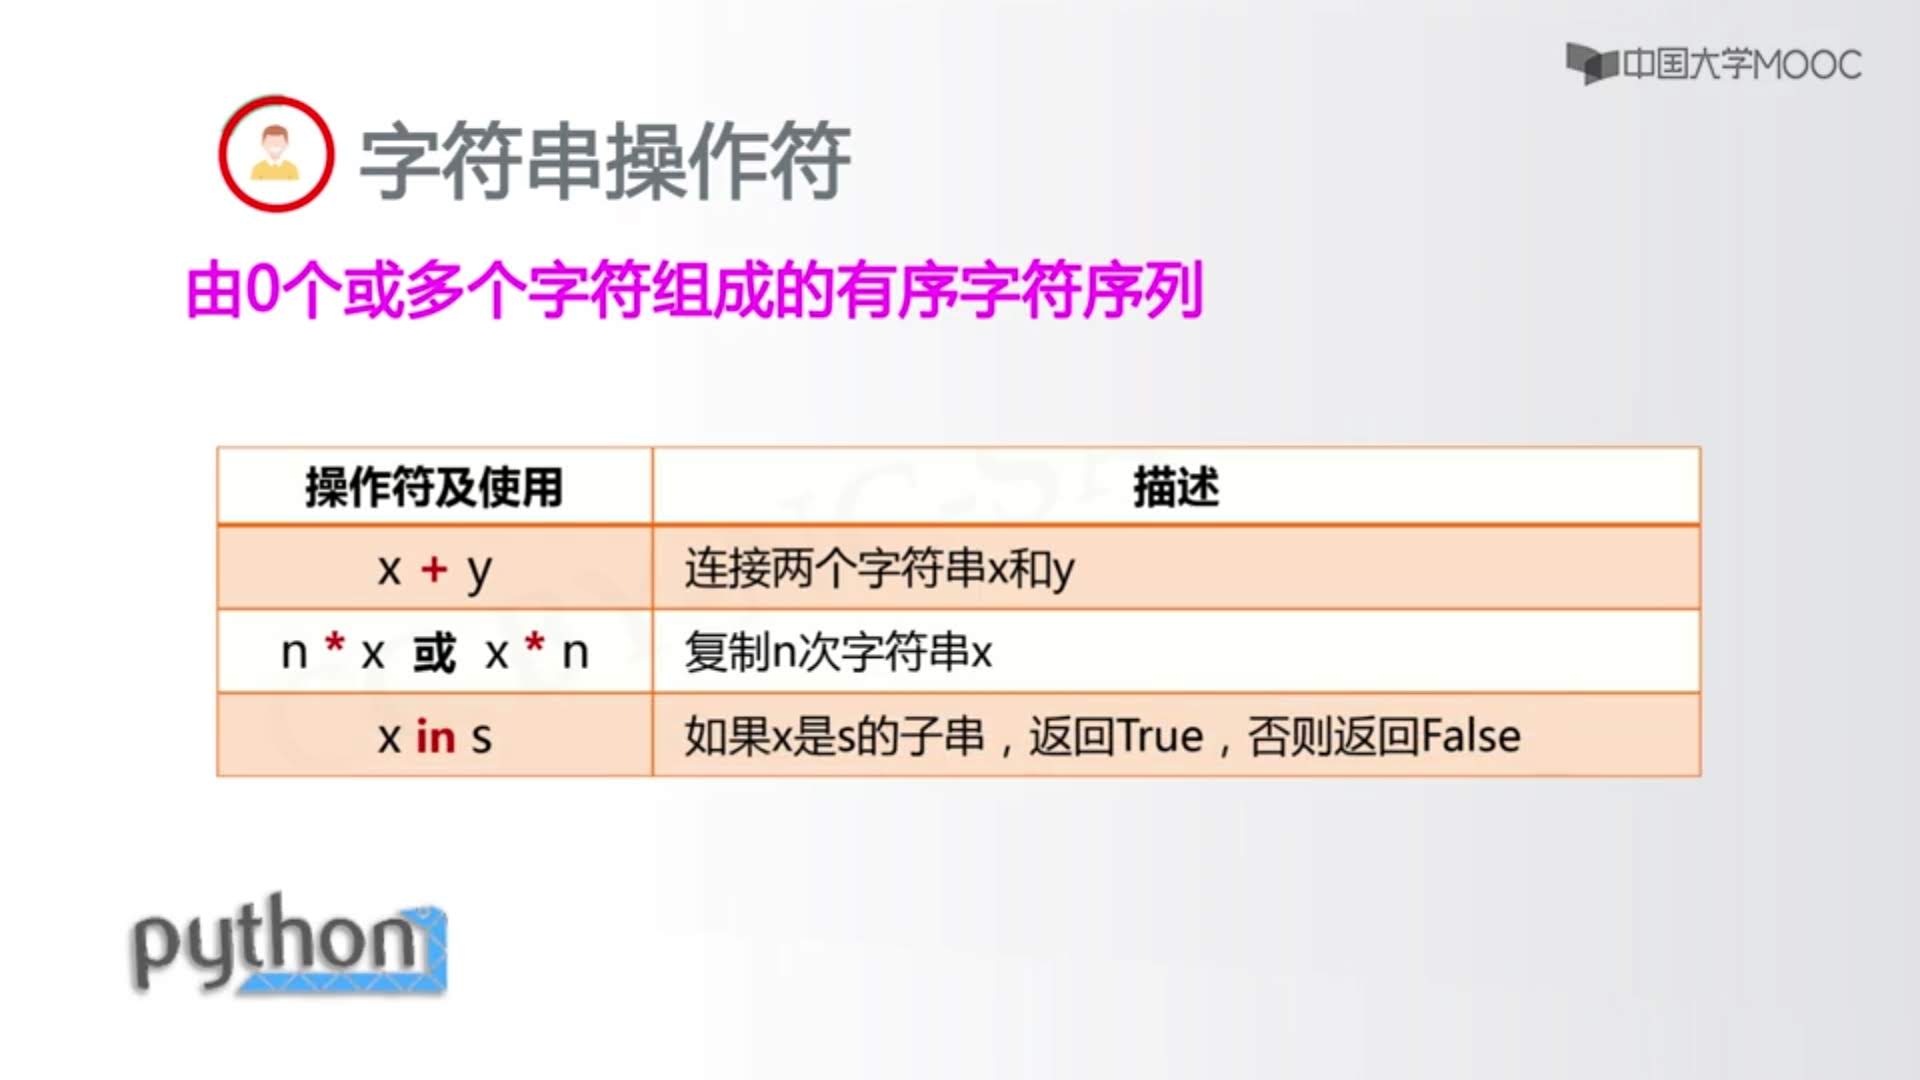 中国大学MOOC
字符串操作符
由0个或多个字符组成的有序字符序列
操作符及使用 描述
x + y 连接两个字符串x和y
n * x 或 x * n 复制n次字符串x
x in s 如果x是s的子串，返回True，否则返回False
python